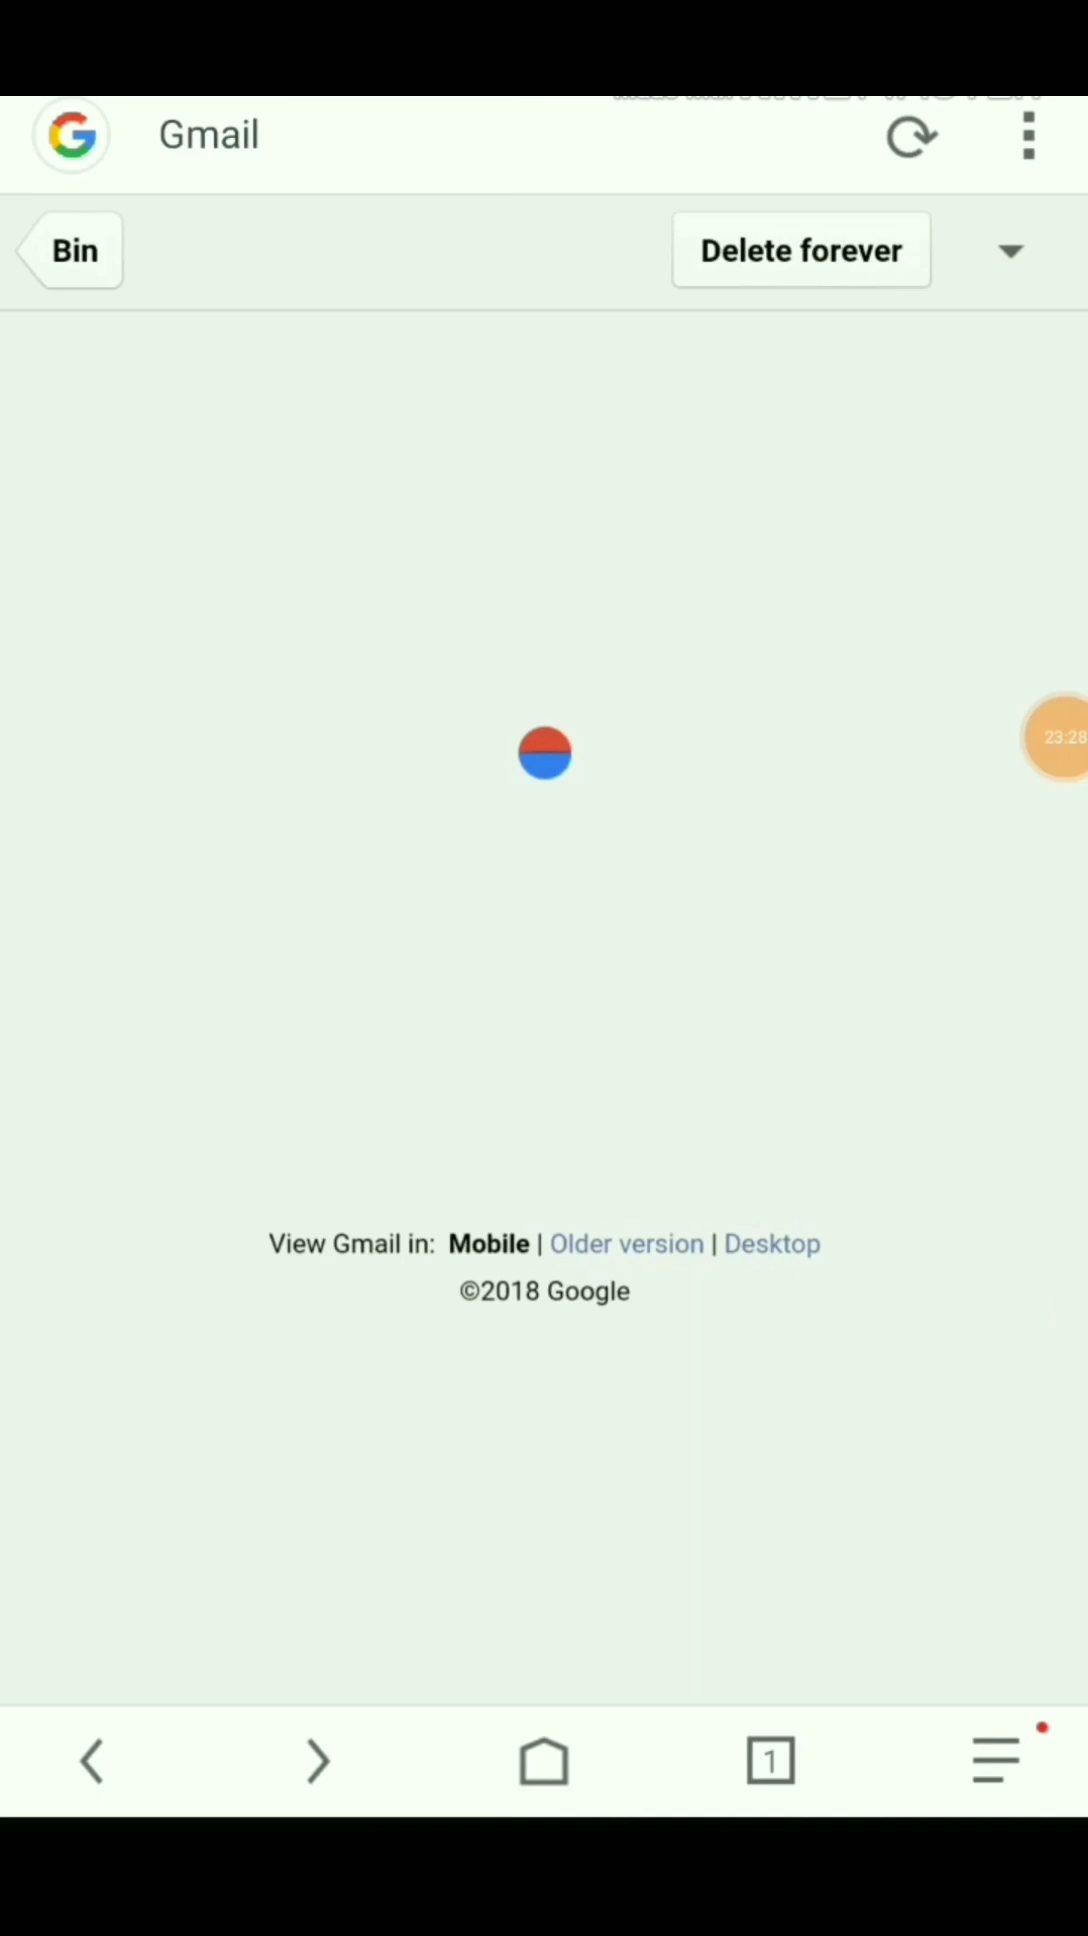 Gmail
Bin
Delete forever
23:28
View Gmail in: Mobile | Older version | Desktop
©2018 Google
1